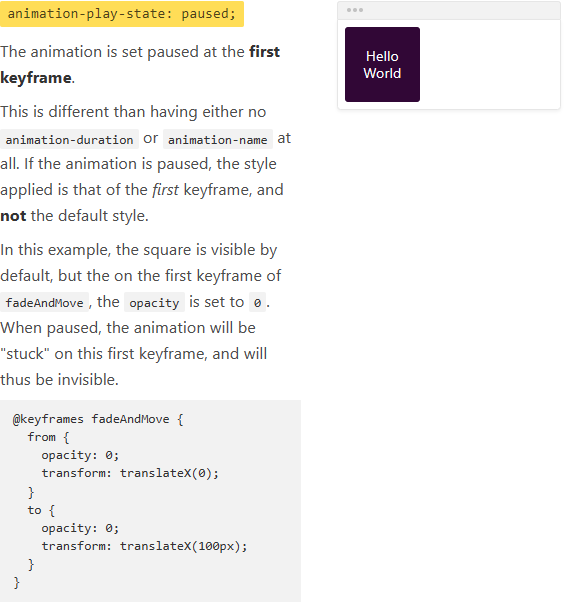 animation-play-state: paused;
The animation is set paused at the first
keyframe.
This is different than having either no
animation-duration or animation-name at
all. If the animation is paused, the style
applied is that of the first keyframe, and
not the default style.
In this example, the square is visible by
default, but the on the first keyframe of
fadeAndMove, the opacity is set to 0.
When paused, the animation will be
"stuck" on this first keyframe, and will
thus be invisible.
@keyframes fadeAndMove {
  from {
    opacity: 0;
    transform: translateX(0);
  }
  to {
    opacity: 0;
    transform: translateX(100px);
  }
}
Hello
World